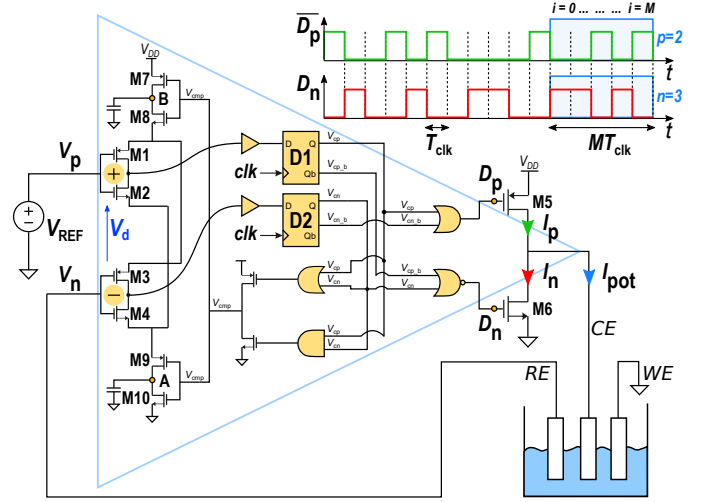 i = 0 ... ... ... i = M
Dp
p=2
t
Dn
n=3
t
Tclk
MTclk
VDD
M7
Vcmp
B
M8
Vp
M1
+
M2
VREF
Vd
Vn
M3
−
M4
M9
Vcmp
A
M10
D Q
D1
clk
Qb
Vcp
Vcp_b
Vcn
D Q
D2
clk
Qb
Vcn_b
Vcmp
Vcp
Vcn
Vcp
Vcn
Vcp
Vcn_b
Vcp_b
Vcn
VDD
Dp
M5
Ip
In
Ipot
Dn
M6
CE
RE
WE